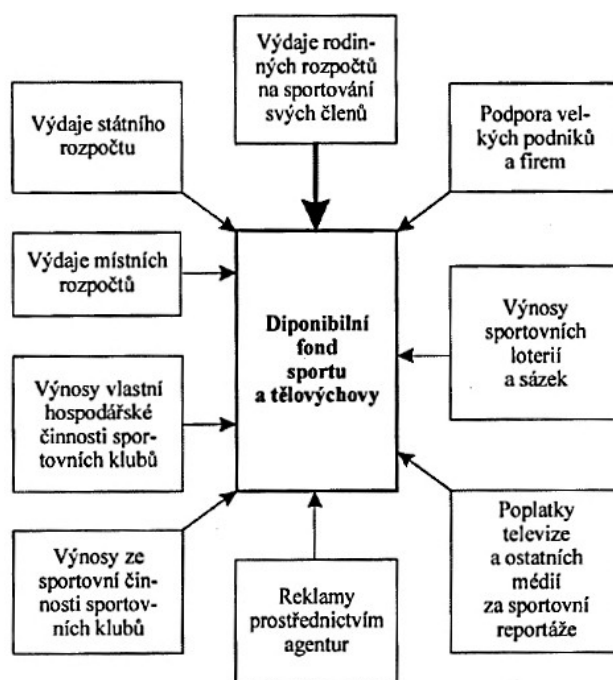 Výdaje rodin-
ných rozpočtů
na sportování
svých členů
Výdaje státního
rozpočtu
Podpora vel-
kých podniků
a firem
Výdaje místních
rozpočtů
Diponibilní
fond
sportu
a tělovýchovy
Výnosy
sportovních
loterií
a sázek
Výnosy vlastní
hospodářské
činnosti spor-
tovních klubů
Výnosy ze
sportovní čin-
nosti sportov-
ních klubů
Reklamy
prostřednictvím
agentur
Poplatky
televize
a ostatních
médií
za sportovní
reportáže